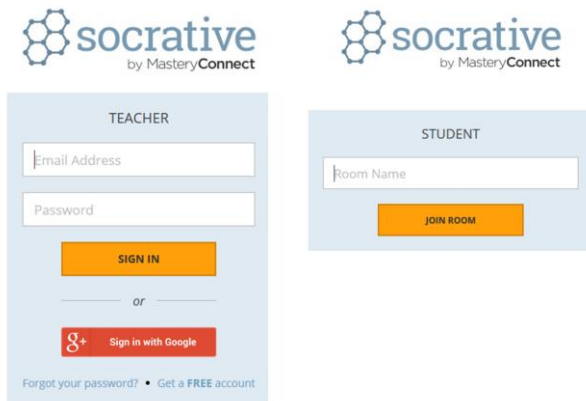 socrative
by MasteryConnect
TEACHER
Email Address
Password
SIGN IN
or
g+ Sign in with Google
Forgot your password? • Get a FREE account
socrative
by MasteryConnect
STUDENT
Room Name
JOIN ROOM